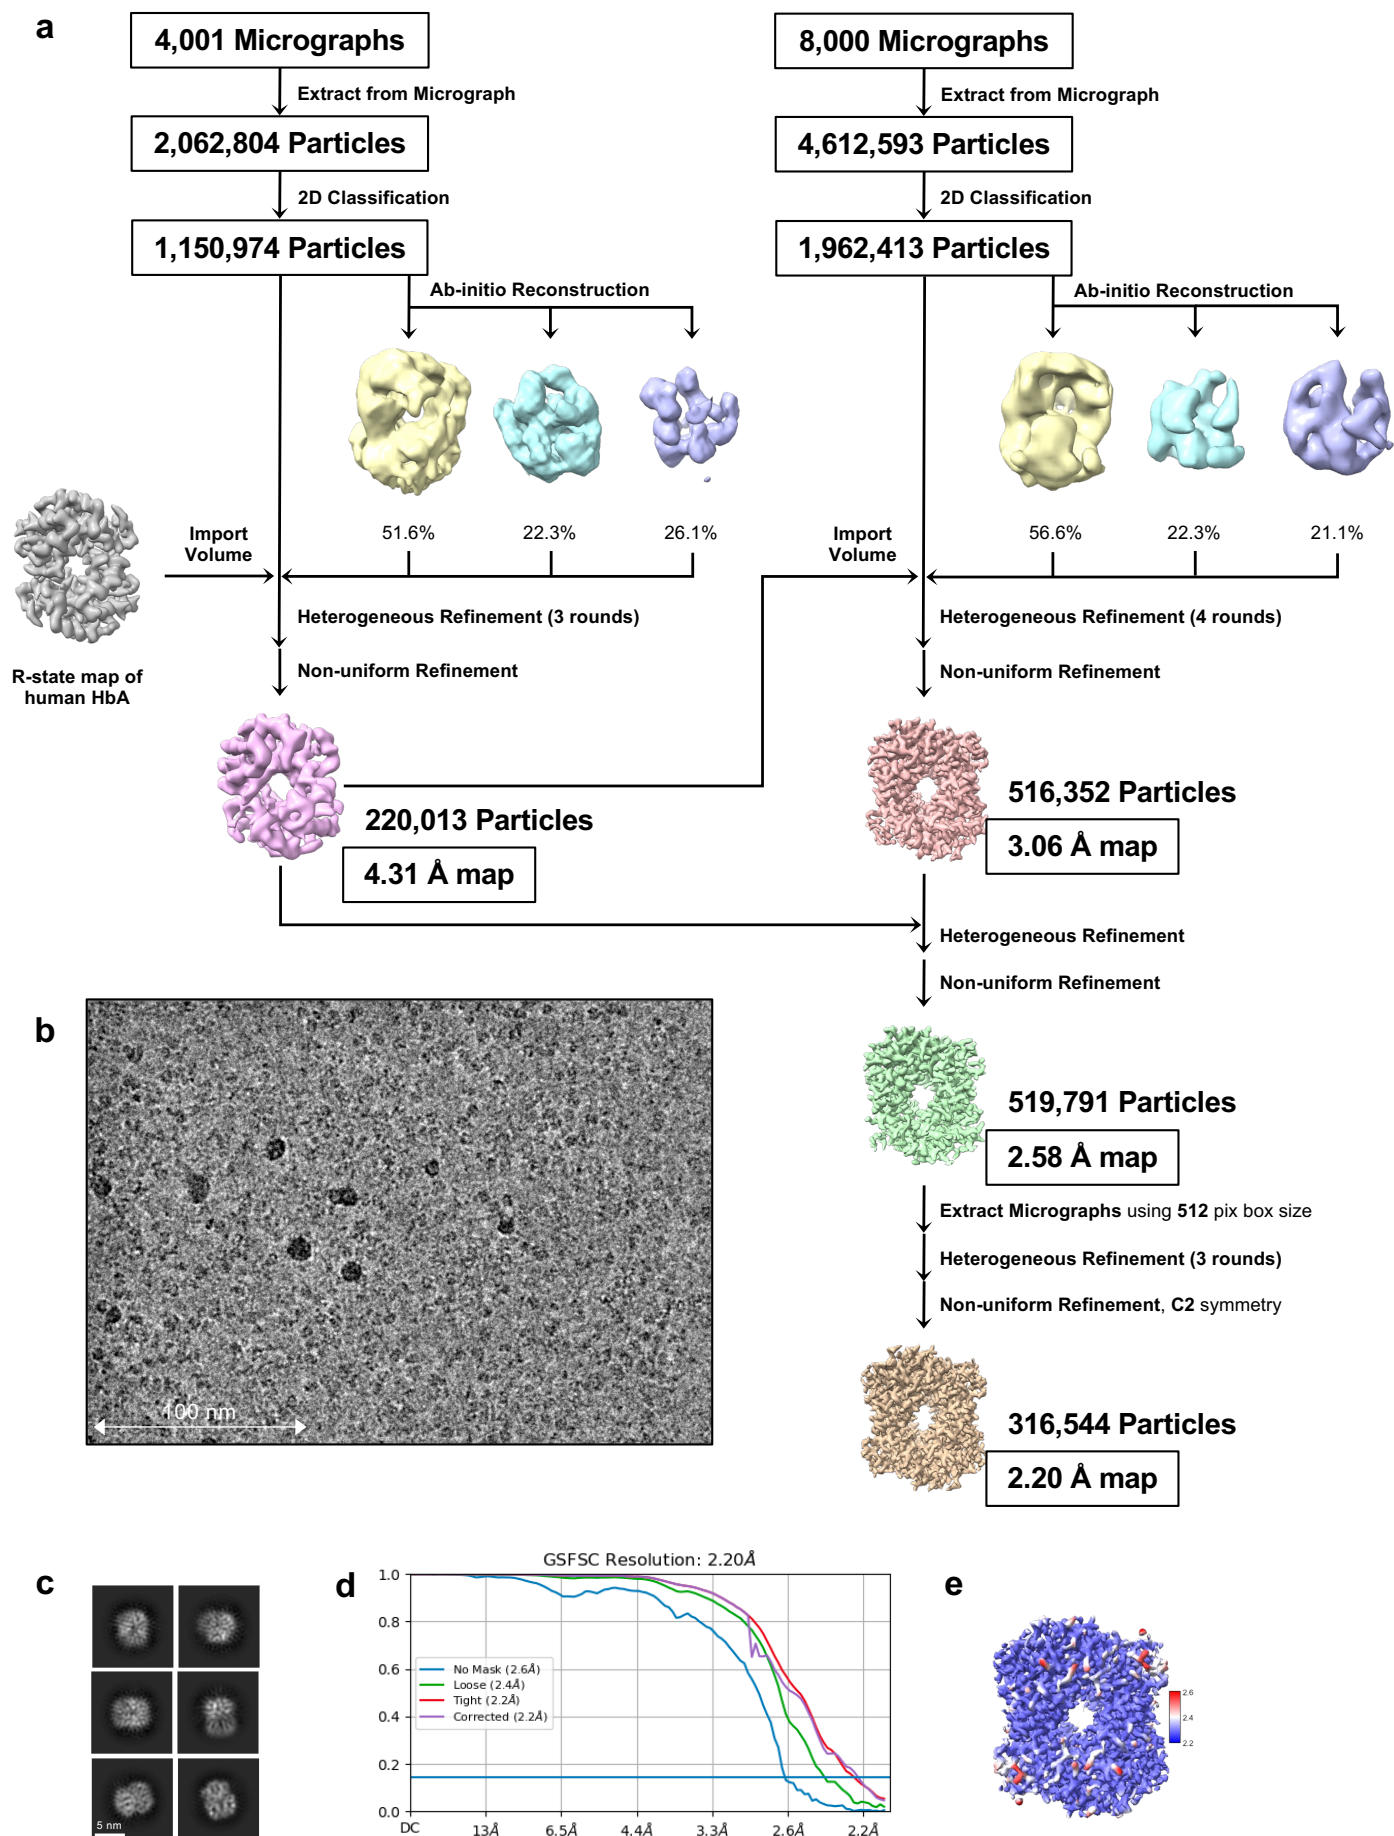 a
4,001 Micrographs
8,000 Micrographs
Extract from Micrograph
Extract from Micrograph
2,062,804 Particles
4,612,593 Particles
2D Classification
2D Classification
1,150,974 Particles
1,962,413 Particles
Ab-initio Reconstruction
Ab-initio Reconstruction
Import
Volume
51.6%
22.3%
26.1%
Import
Volume
56.6%
22.3%
21.1%
Heterogeneous Refinement (3 rounds)
Heterogeneous Refinement (4 rounds)
Non-uniform Refinement
Non-uniform Refinement
R-state map of
human HbA
220,013 Particles
4.31 Å map
516,352 Particles
3.06 Å map
Heterogeneous Refinement
Non-uniform Refinement
519,791 Particles
2.58 Å map
Extract Micrographs using 512 pix box size
Heterogeneous Refinement (3 rounds)
Non-uniform Refinement, C2 symmetry
316,544 Particles
2.20 Å map
b
100 nm
c
5 nm
d
GSFSC Resolution: 2.20Å
1.0
0.8
0.6
0.4
0.2
0.0
No Mask (2.6Å)
Loose (2.4Å)
Tight (2.2Å)
Corrected (2.2Å)
DC
13Å
6.5Å
4.4Å
3.3Å
2.6Å
2.2Å
e
2.6
2.4
2.2